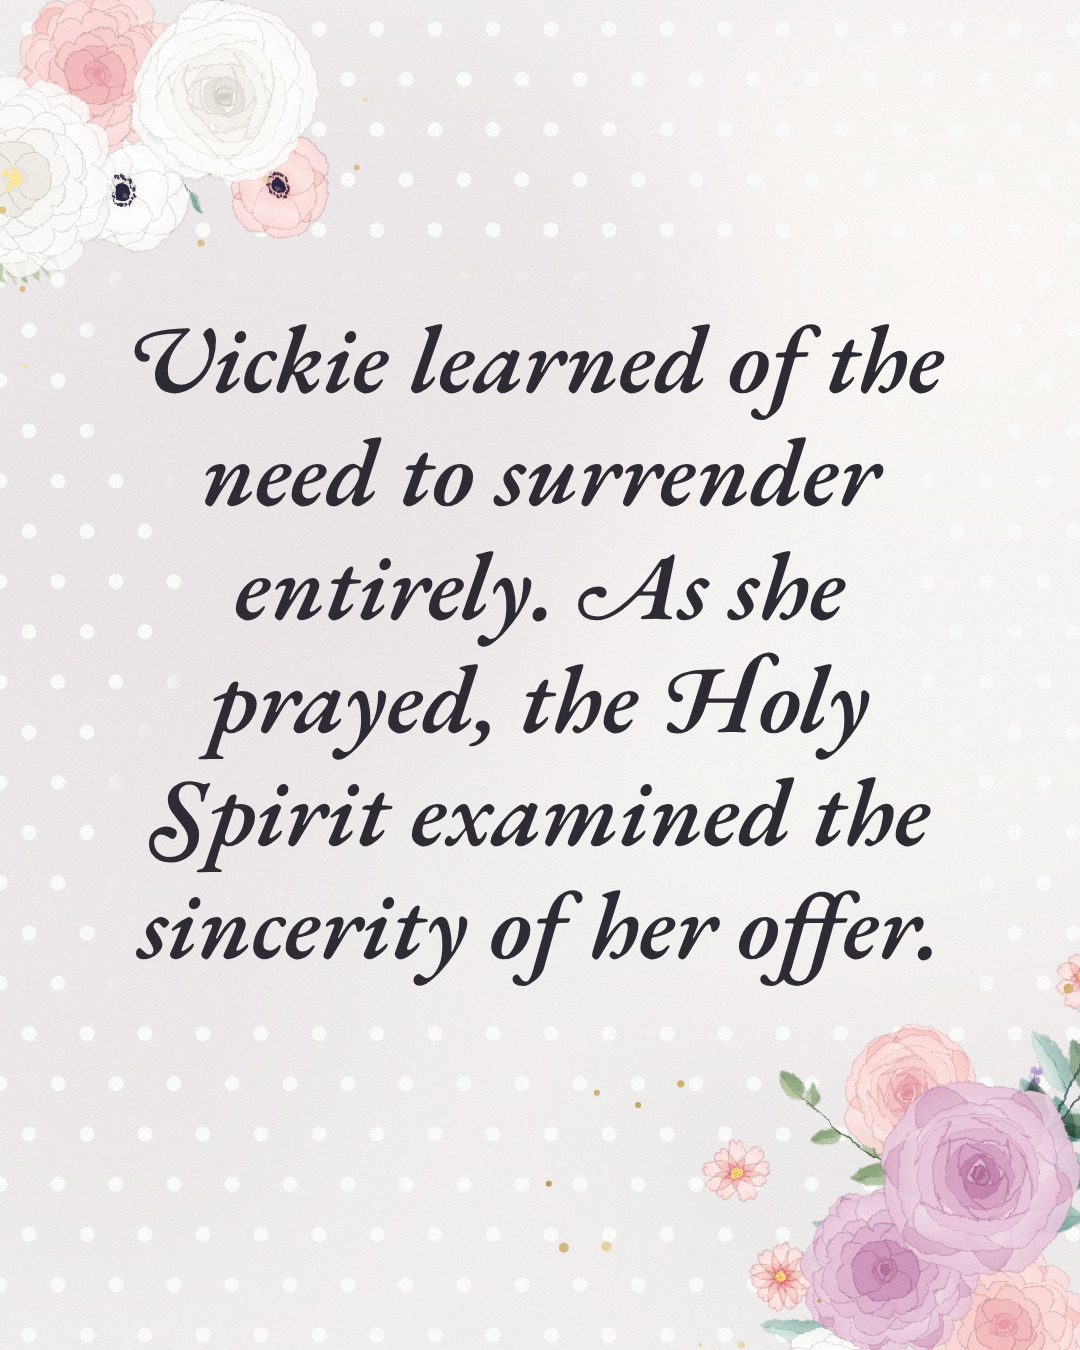 Vickie learned of the
need to surrender
entirely. As she
prayed, the Holy
Spirit examined the
sincerity of her offer.